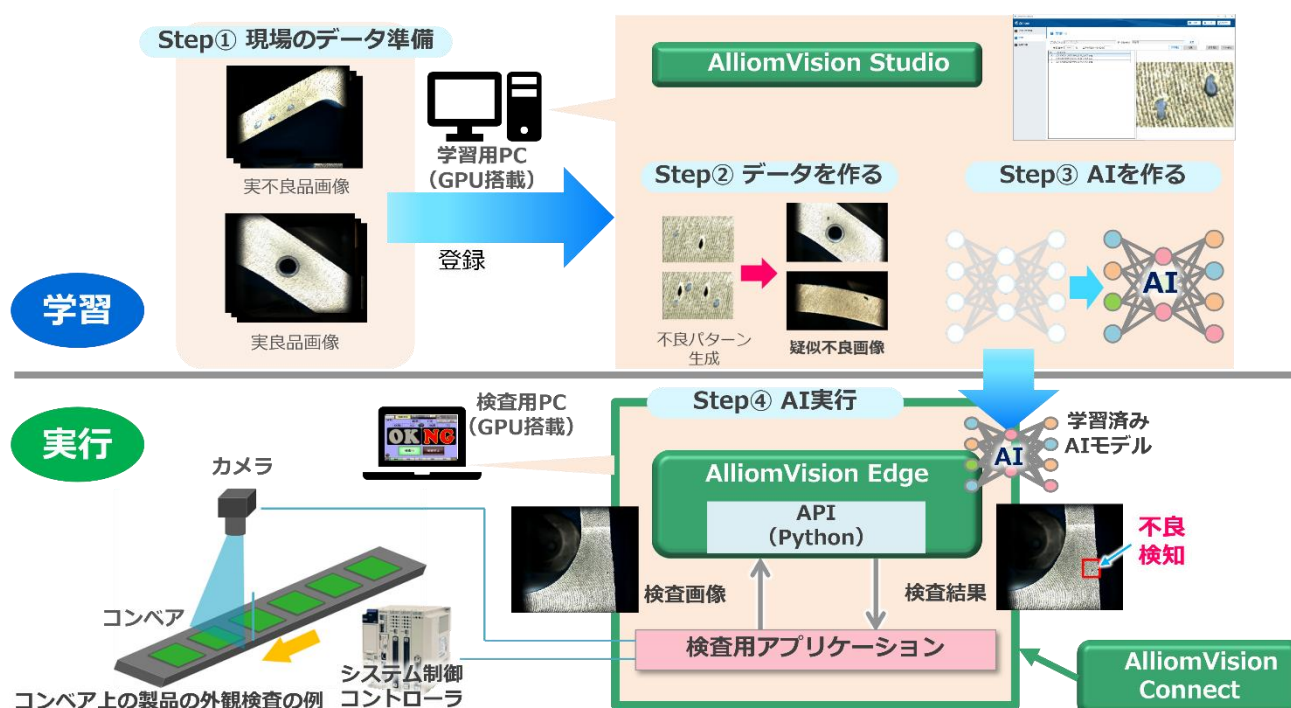 Step① 現場のデータ準備
実不良品画像
実良品画像
学習用PC
（GPU搭載）
登録
AlliomVision Studio
Step② データを作る
不良パターン
生成
疑似不良画像
Step③ AIを作る
AI
学習
実行
検査用PC
（GPU搭載）
OK NG
カメラ
コンベア
システム制御
コントローラ
コンベア上の製品の外観検査の例
Step④ AI実行
AlliomVision Edge
API
（Python）
検査画像
検査結果
検査用アプリケーション
AI
学習済み
AIモデル
不良
検知
AlliomVision
Connect